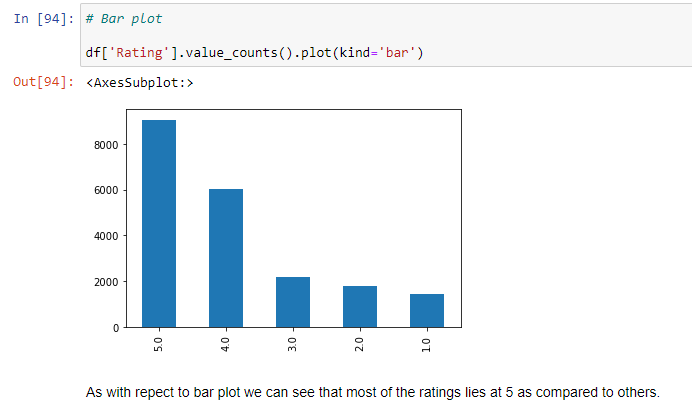 In [94]: # Bar plot
df['Rating'].value_counts().plot(kind='bar')
Out[94]: <AxesSubplot:>
8000
6000
4000
2000
0
5.0 4.0 3.0 2.0 1.0
As with repect to bar plot we can see that most of the ratings lies at 5 as compared to others.